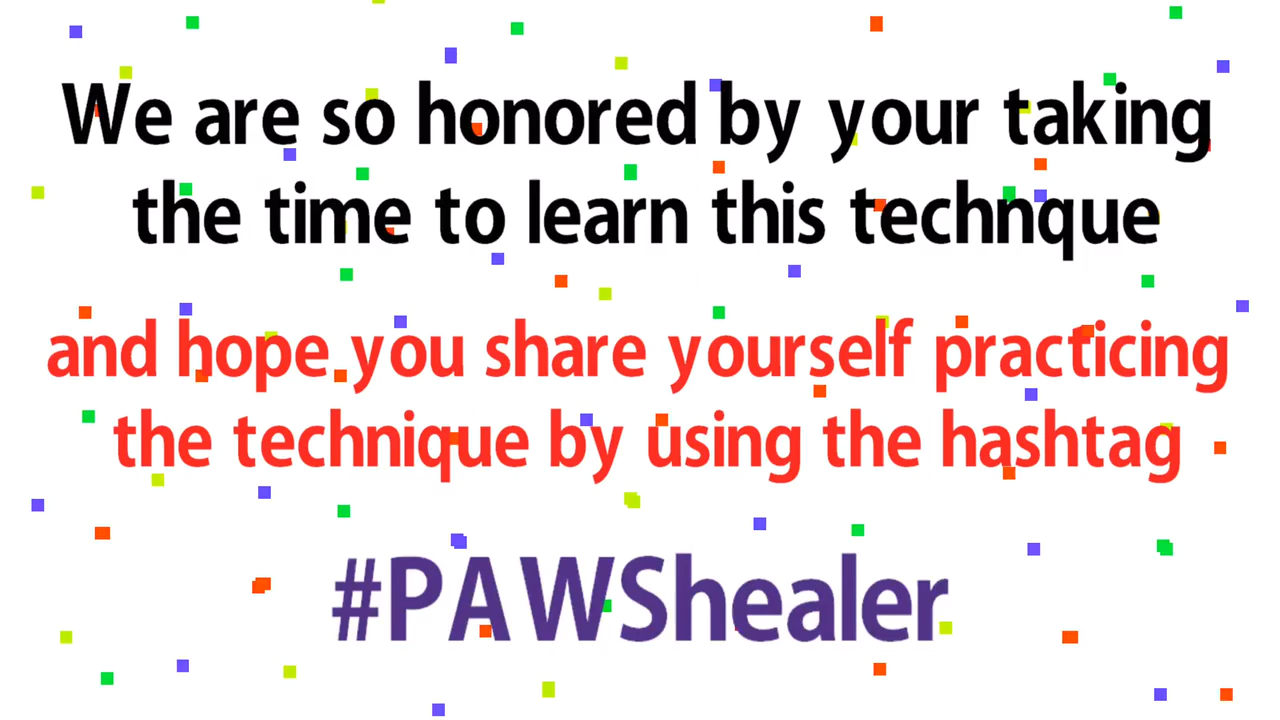 We are so honored by your taking
the time to learn this technque
and hope you share yourself practicing
the technique by using the hashtag
#PAWShealer